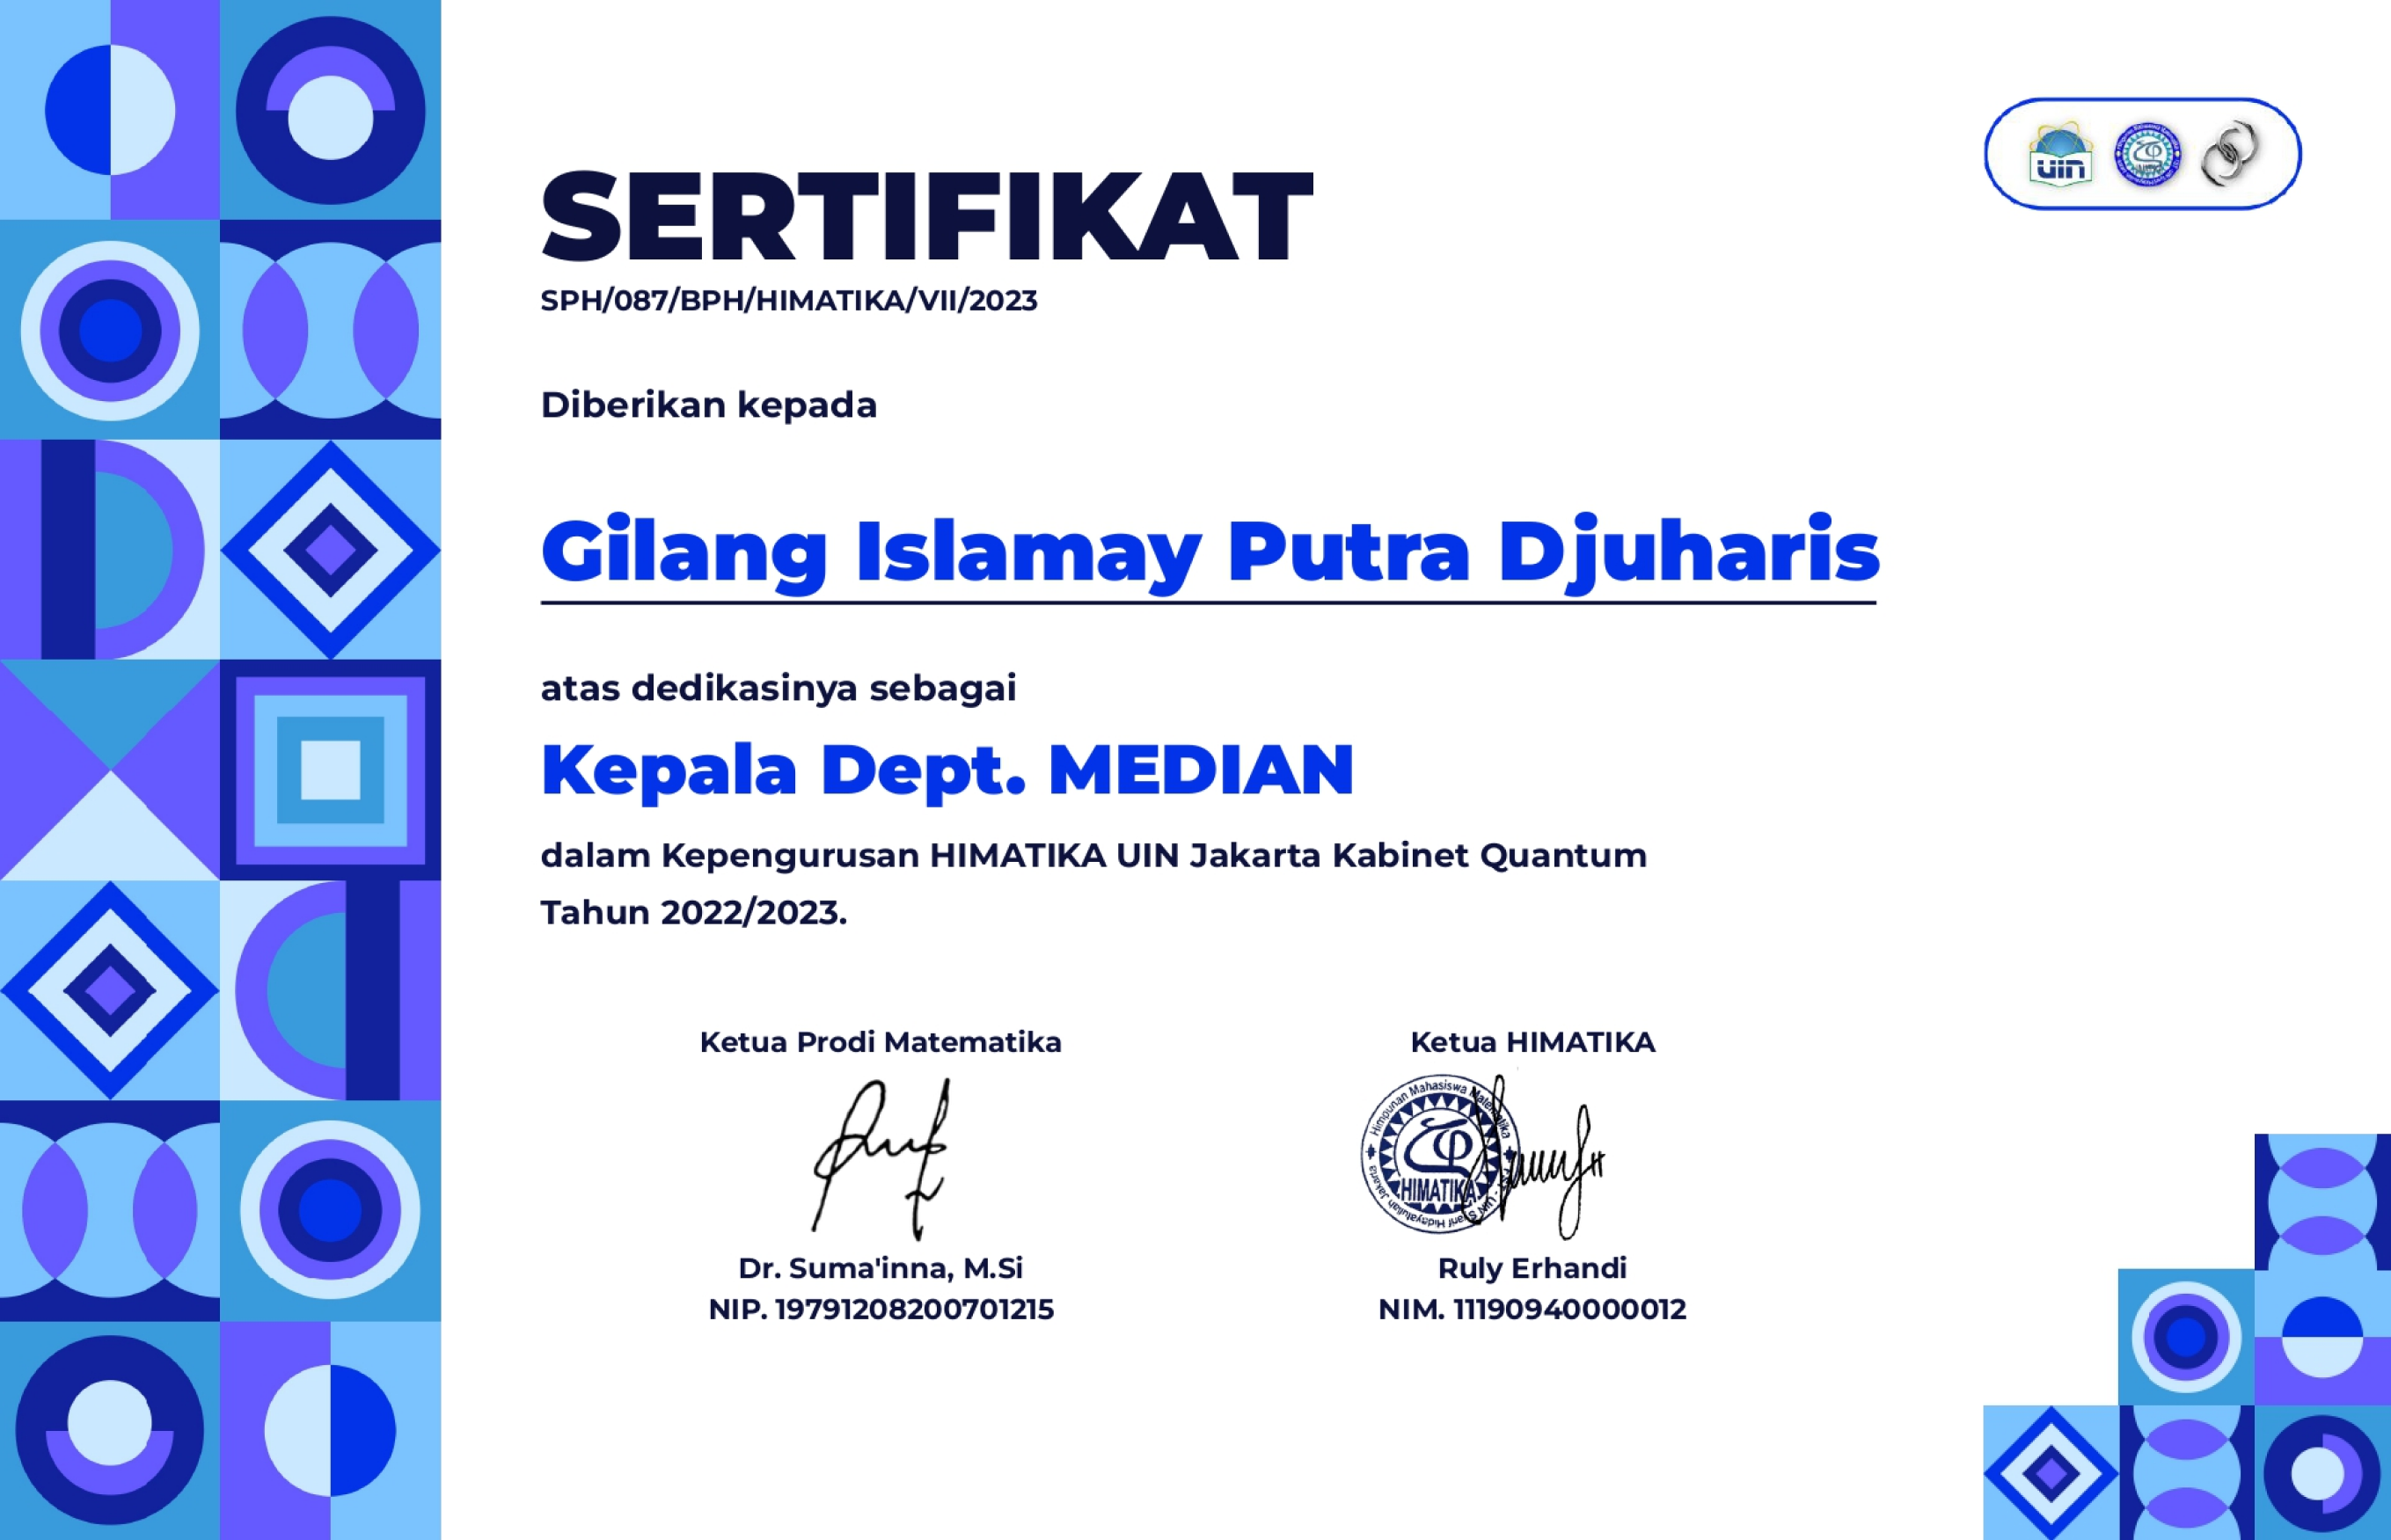 uin
SERTIFIKAT
SPH/087/BPH/HIMATIKA/VII/2023
Diberikan kepada
Gilang Islamay Putra Djuharis
atas dedikasinya sebagai
Kepala Dept. MEDIAN
dalam Kepengurusan HIMATIKA UIN Jakarta Kabinet Quantum
Tahun 2022/2023.
Ketua Prodi Matematika
Ketua HIMATIKA
Himpunan Mahasiswa Matematika
HIMATIKA
UIN Syarif Hidayatullah Jakarta
Dr. Suma'inna, M.Si
NIP. 19791208200701215
Ruly Erhandi
NIM. 11190940000012